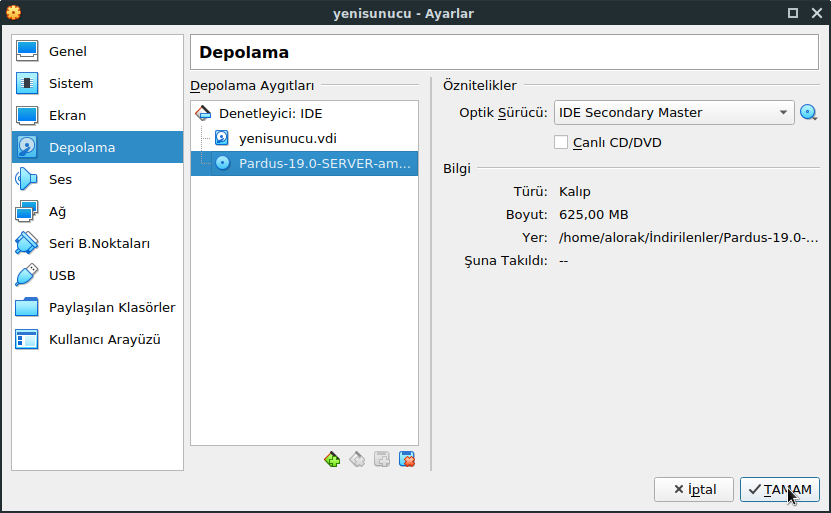 yenisunucu - Ayarlar
Genel
Sistem
Ekran
Depolama
Ses
Ağ
Seri B.Noktaları
USB
Paylaşılan Klasörler
Kullanıcı Arayüzü
Depolama
Depolama Aygıtları
Denetleyici: IDE
yenisunucu.vdi
Pardus-19.0-SERVER-am...
Öznitelikler
Optik Sürücü: IDE Secondary Master
Canlı CD/DVD
Bilgi
Türü: Kalıp
Boyut: 625,00 MB
Yer: /home/alorak/İndirilenler/Pardus-19.0-...
Şuna Takıldı: --
İptal
TAMAM